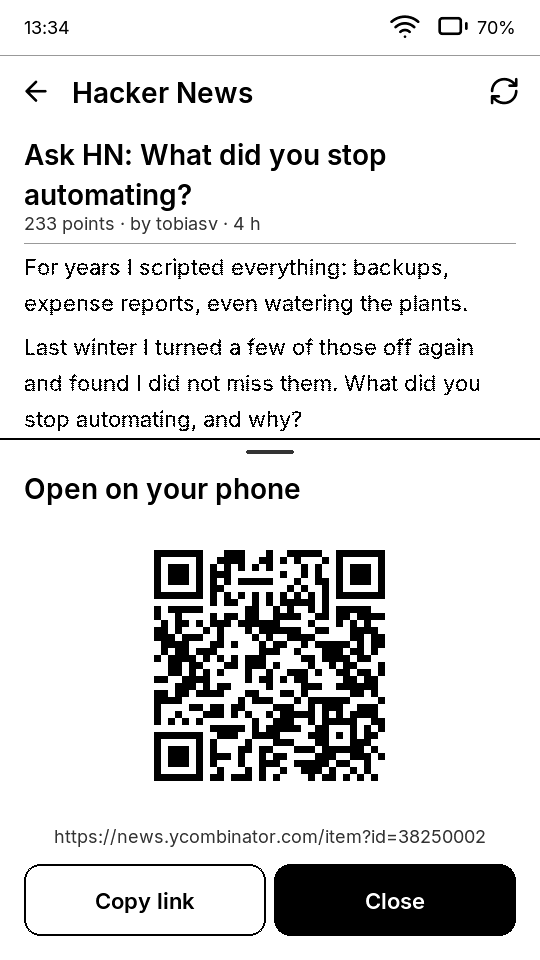 13:34
70%
Hacker News
Ask HN: What did you stop
automating?
233 points · by tobiasv · 4 h
For years I scripted everything: backups,
expense reports, even watering the plants.
Last winter I turned a few of those off again
and found I did not miss them. What did you
stop automating, and why?
Open on your phone
https://news.ycombinator.com/item?id=38250002
Copy link
Close